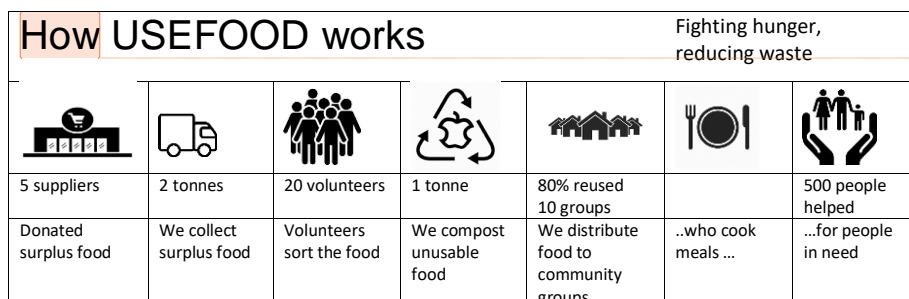 How USEFOOD works
Fighting hunger,
reducing waste
5 suppliers
2 tonnes
20 volunteers
1 tonne
80% reused
10 groups
500 people
helped
Donated
surplus food
We collect
surplus food
Volunteers
sort the food
We compost
unusable
food
We distribute
food to
community
groups
..who cook
meals …
…for people
in need